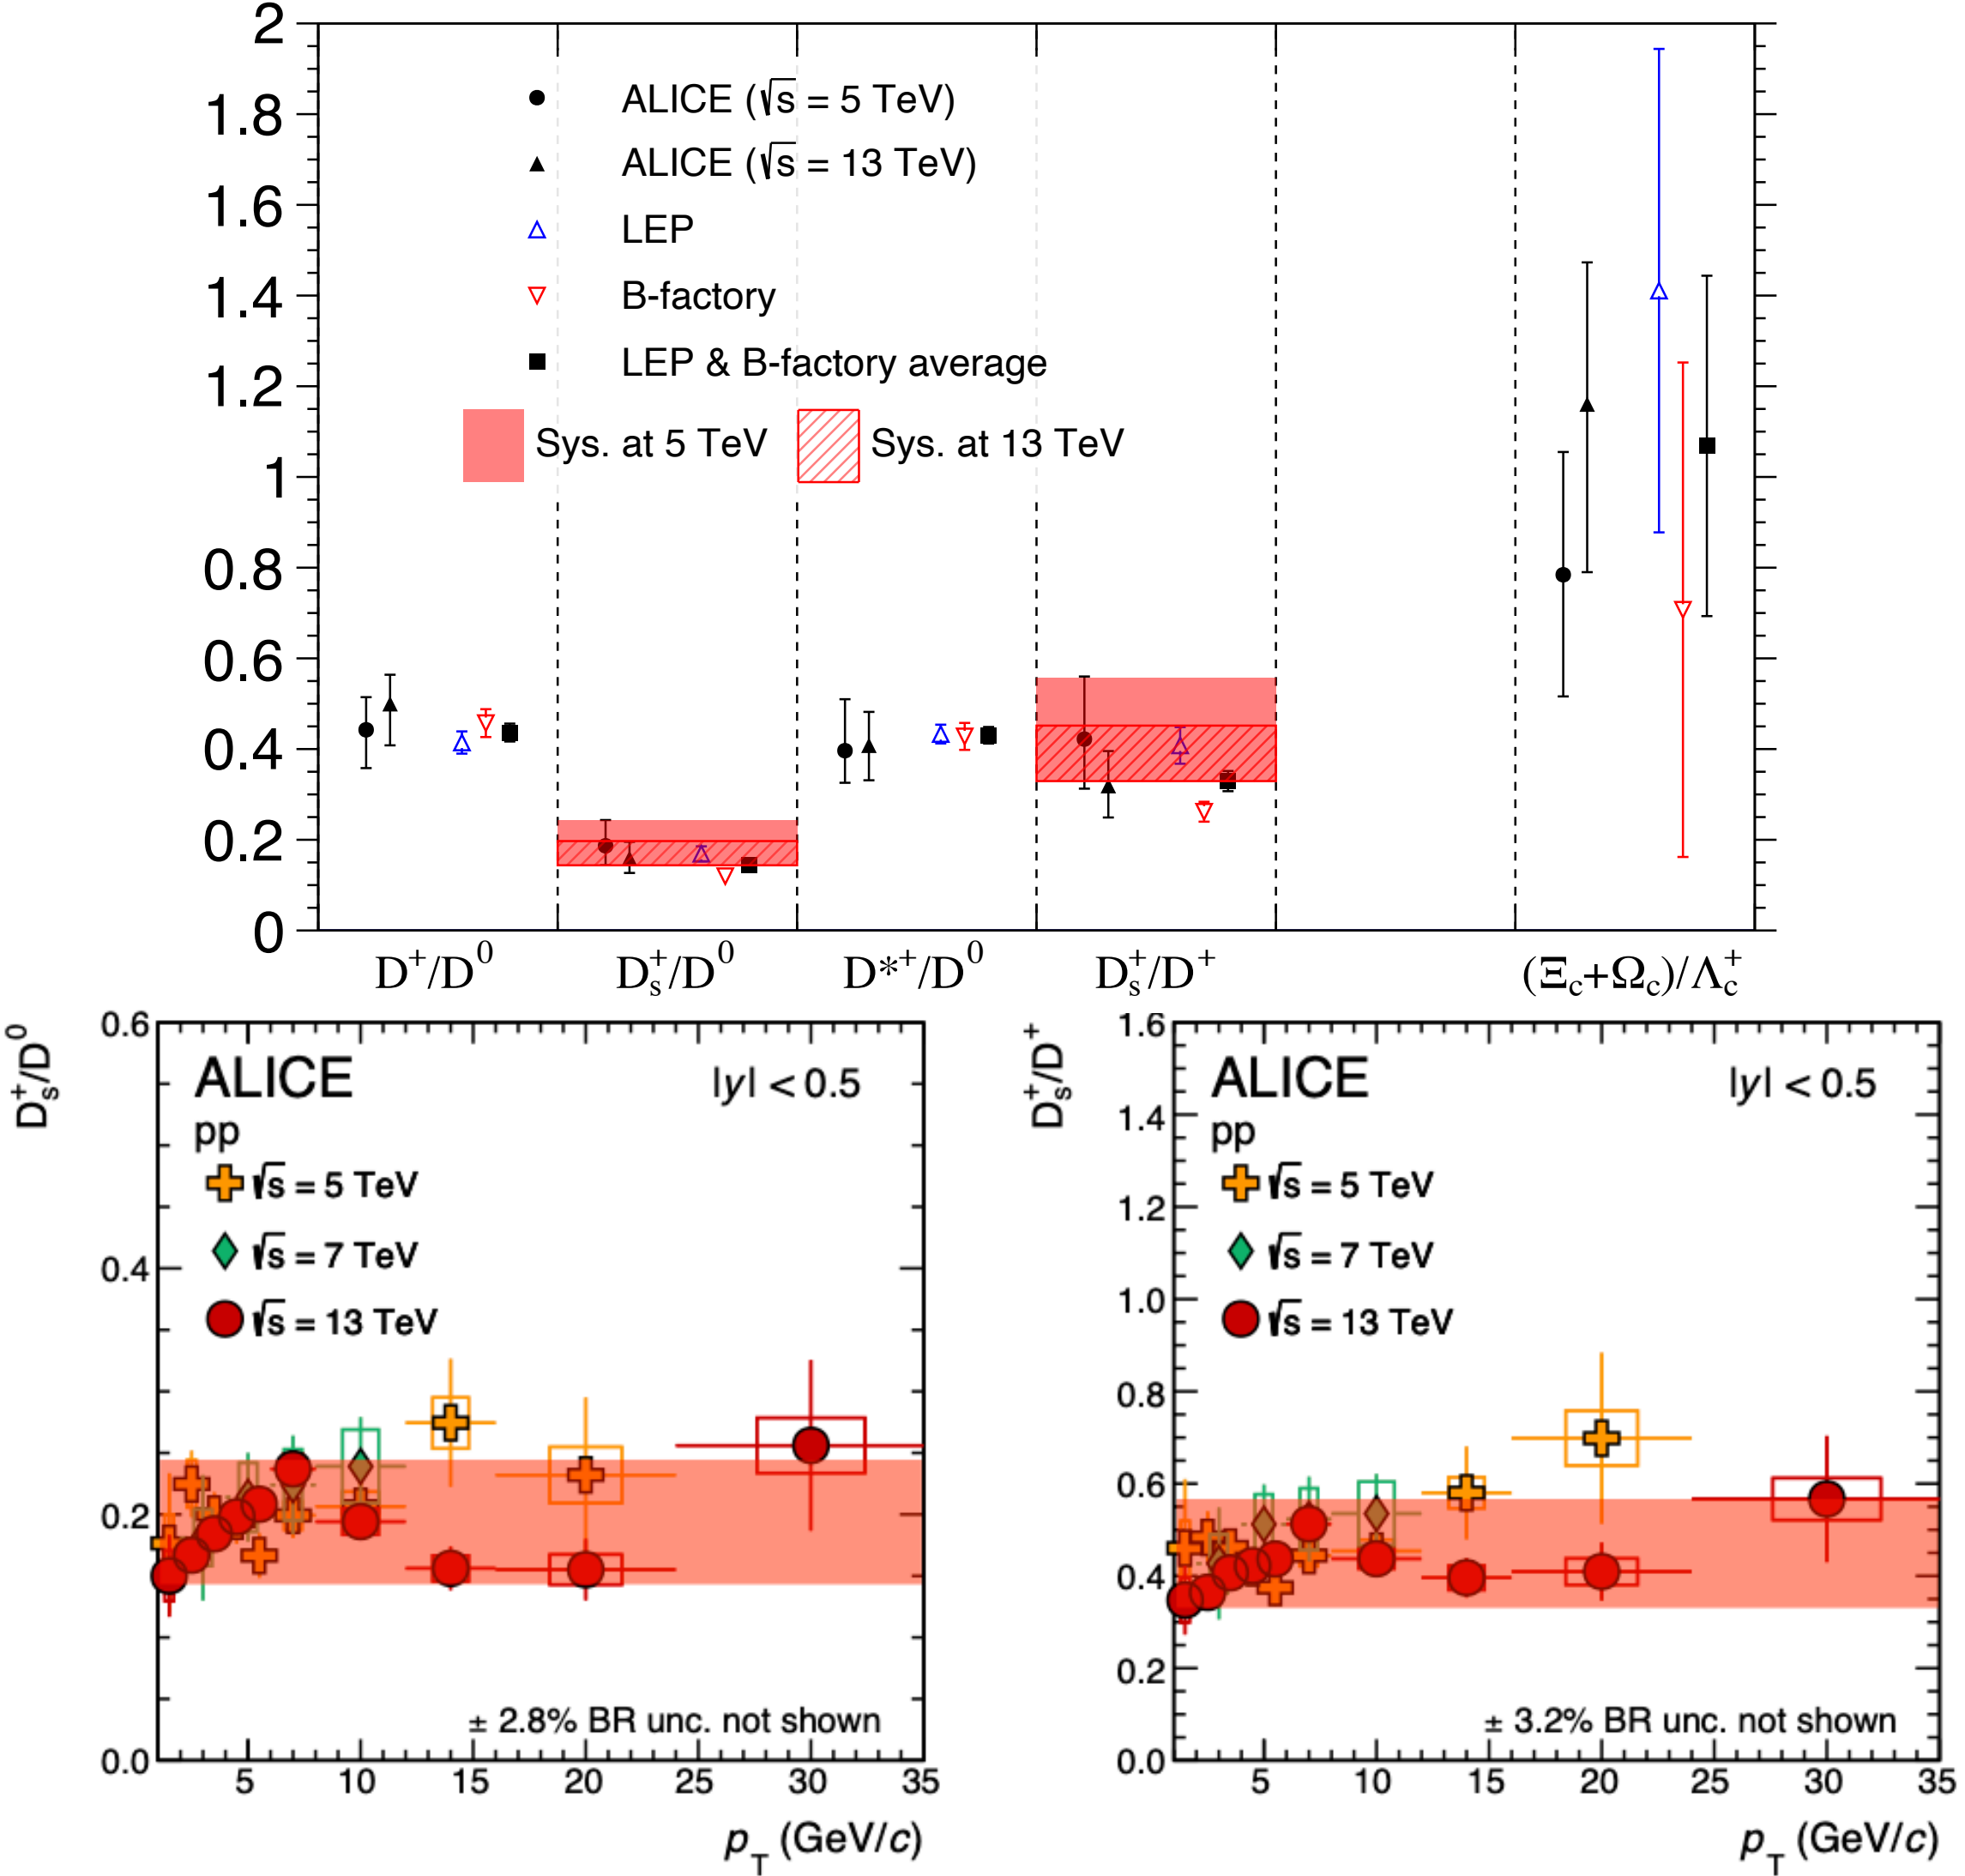 2
1.8
1.6
1.4
1.2
1
0.8
0.6
0.4
0.2
0
ALICE (√s = 5 TeV)
ALICE (√s = 13 TeV)
LEP
B-factory
LEP & B-factory average
Sys. at 5 TeV
Sys. at 13 TeV
D⁺/D⁰
Dₛ⁺/D⁰
D*⁺/D⁰
Dₛ⁺/D⁺
(Ξc+Ωc)/Λc⁺
Dₛ⁺/D⁰
0.6
0.4
0.2
0.0
ALICE
|y| < 0.5
pp
√s = 5 TeV
√s = 7 TeV
√s = 13 TeV
± 2.8% BR unc. not shown
5 10 15 20 25 30 35
p_T (GeV/c)
Dₛ⁺/D⁺
1.6
1.4
1.2
1.0
0.8
0.6
0.4
0.2
0.0
ALICE
|y| < 0.5
pp
√s = 5 TeV
√s = 7 TeV
√s = 13 TeV
± 3.2% BR unc. not shown
5 10 15 20 25 30 35
p_T (GeV/c)